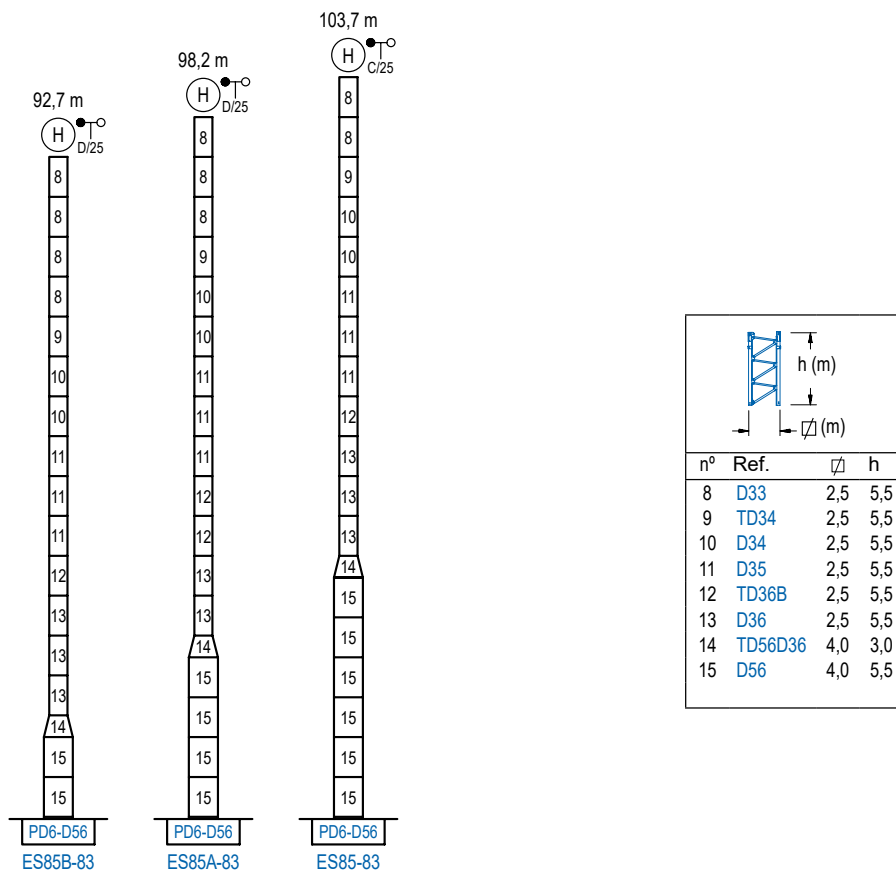 92,7 m
H
D/25
8
8
8
8
9
10
10
11
11
11
12
13
13
13
14
15
15
PD6-D56
ES85B-83
98,2 m
H
D/25
8
8
8
9
10
10
11
11
11
12
12
13
13
14
15
15
15
15
PD6-D56
ES85A-83
103,7 m
H
C/25
8
8
9
10
10
11
11
11
12
13
13
13
14
15
15
15
15
15
15
PD6-D56
ES85-83
h (m)
(m)
nº Ref. h
8 D33 2,5 5,5
9 TD34 2,5 5,5
10 D34 2,5 5,5
11 D35 2,5 5,5
12 TD36B 2,5 5,5
13 D36 2,5 5,5
14 TD56D36 4,0 3,0
15 D56 4,0 5,5